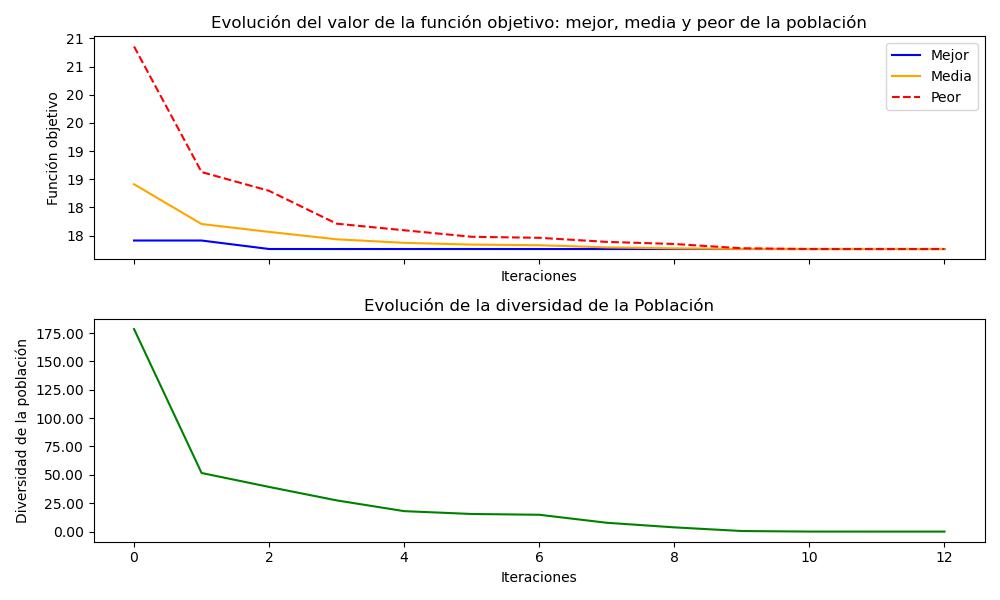 Evolución del valor de la función objetivo: mejor, media y peor de la población
21
21
20
20
19
19
18
18
Función objetivo
Mejor
Media
Peor
Iteraciones
Evolución de la diversidad de la Población
175.00
150.00
125.00
100.00
75.00
50.00
25.00
0.00
Diversidad de la población
0 2 4 6 8 10 12
Iteraciones